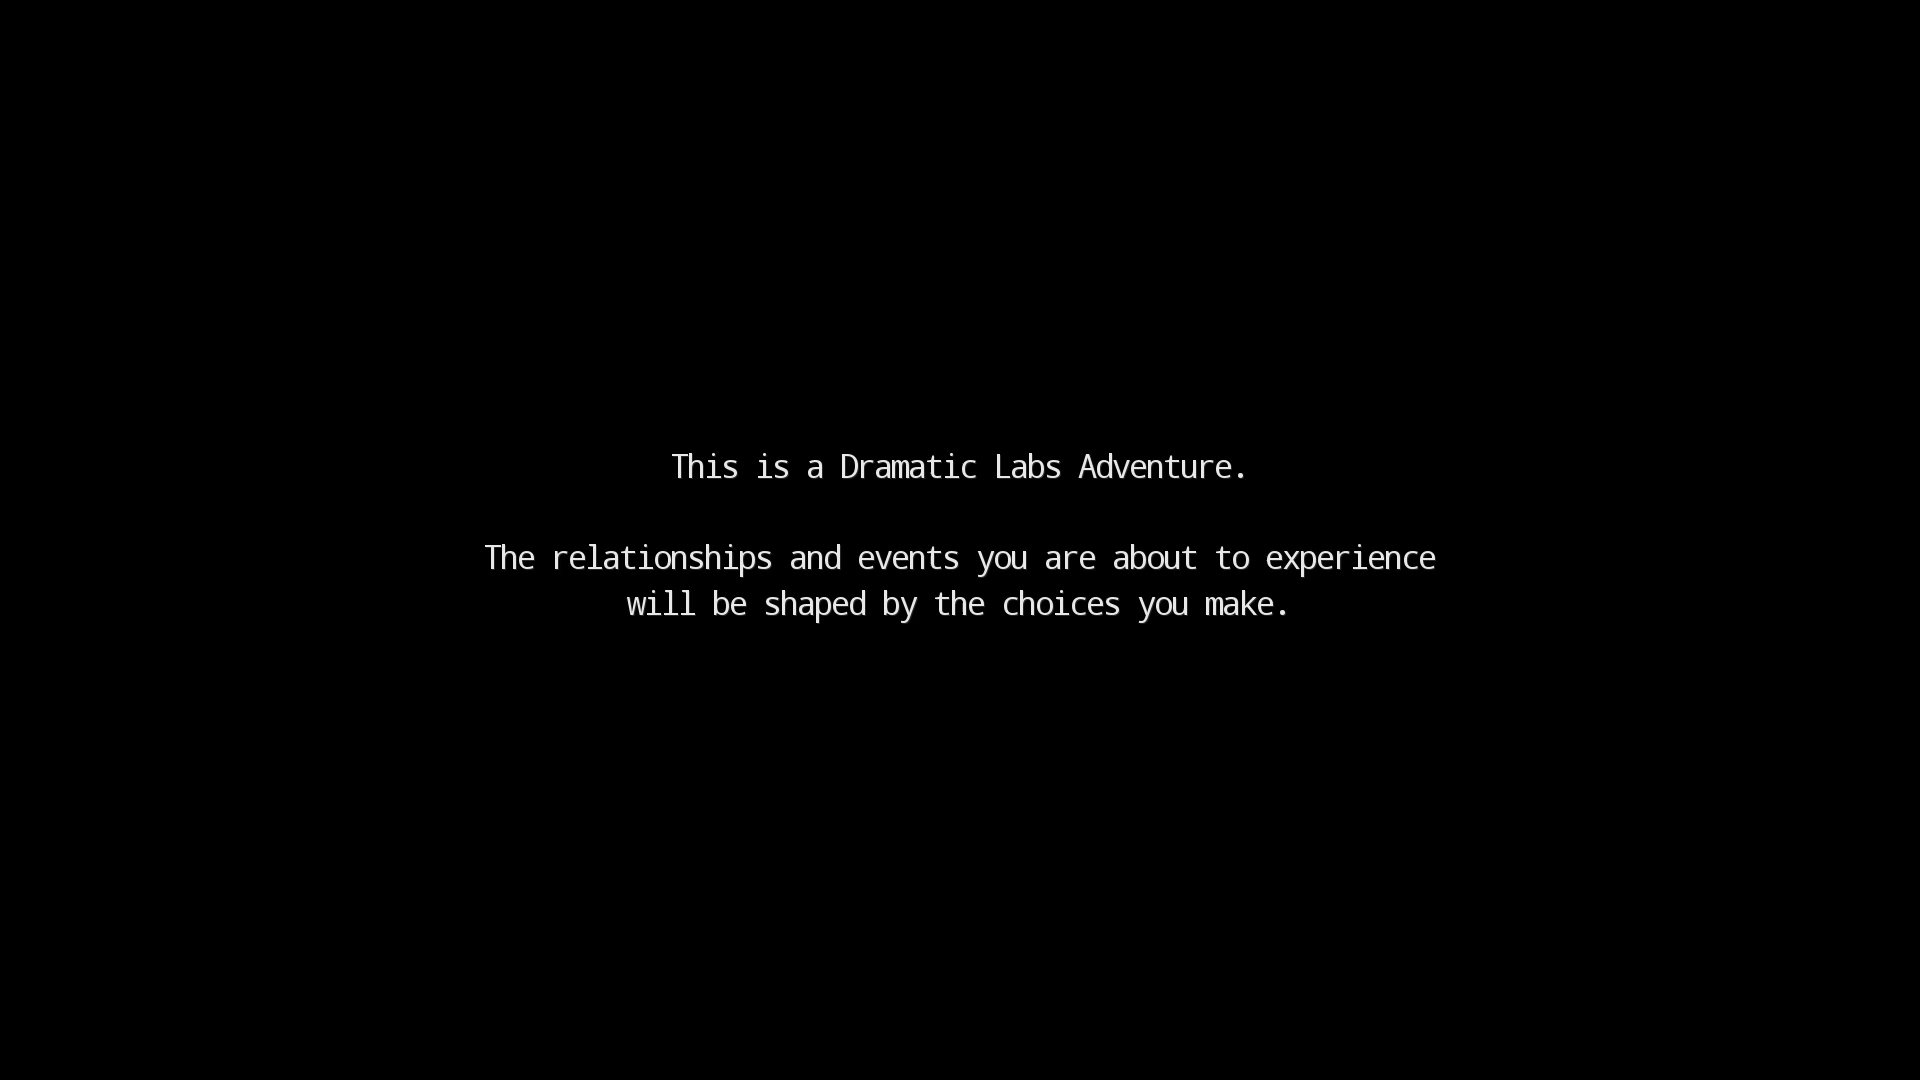 This is a Dramatic Labs Adventure.
The relationships and events you are about to experience
will be shaped by the choices you make.